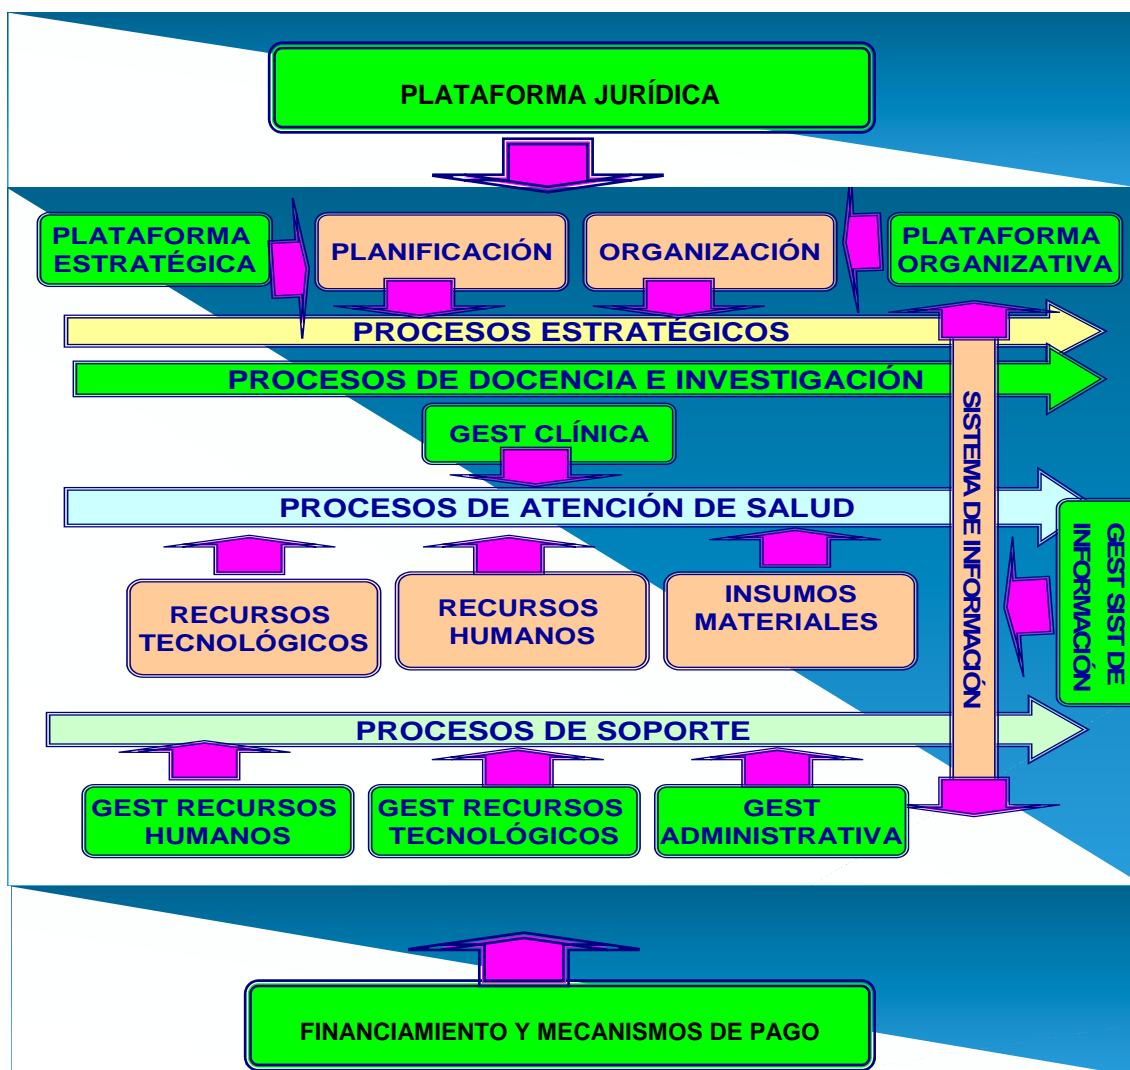 PLATAFORMA JURÍDICA
PLATAFORMA
ESTRATÉGICA
PLANIFICACIÓN
ORGANIZACIÓN
PLATAFORMA
ORGANIZATIVA
PROCESOS ESTRATÉGICOS
PROCESOS DE DOCENCIA E INVESTIGACIÓN
GEST CLÍNICA
PROCESOS DE ATENCIÓN DE SALUD
SISTEMA DE INFORMACIÓN
GEST SIST DE
INFORMACIÓN
RECURSOS
TECNOLÓGICOS
RECURSOS
HUMANOS
INSUMOS
MATERIALES
PROCESOS DE SOPORTE
GEST RECURSOS
HUMANOS
GEST RECURSOS
TECNOLÓGICOS
GEST
ADMINISTRATIVA
FINANCIAMIENTO Y MECANISMOS DE PAGO